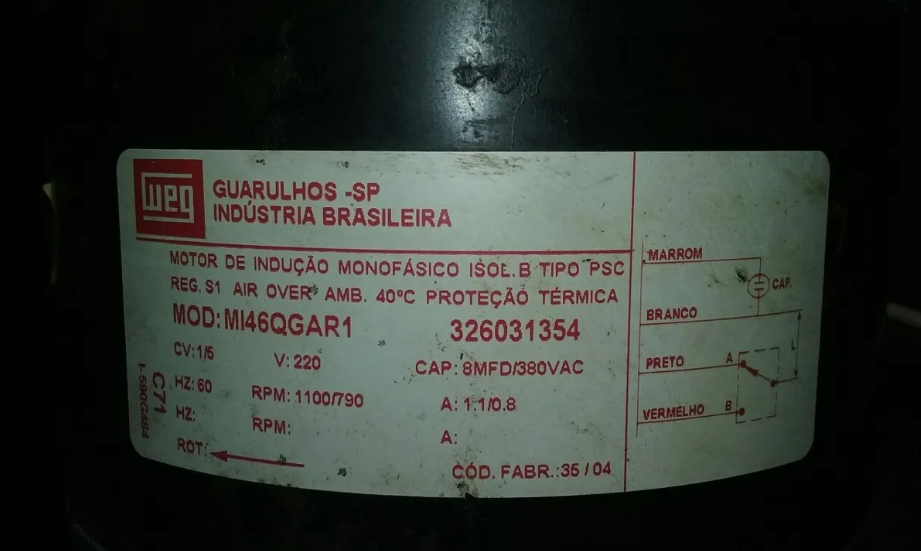 weg
GUARULHOS -SP
INDÚSTRIA BRASILEIRA
MOTOR DE INDUÇÃO MONOFÁSICO ISOL.B TIPO PSC
REG. S1 AIR OVER AMB. 40ºC PROTEÇÃO TÉRMICA
MOD: MI46QGAR1 326031354
CV: 1/5 V: 220 CAP: 8MFD/380VAC
HZ: 60 RPM: 1100/790 A: 1.1/0.8
HZ: RPM: A:
ROT: CÓD. FABR.: 35 / 04
C71
MARROM
CAP.
BRANCO
L
PRETO A
VERMELHO B